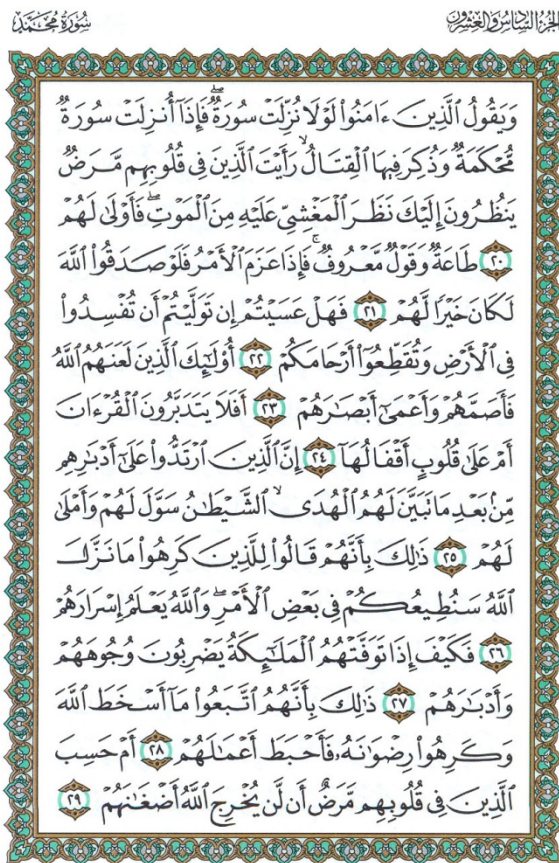 الجزء السادس والعشرون
سورة محمد
وَيَقُولُ ٱلَّذِينَ ءَامَنُوا۟ لَوْلَا نُزِّلَتْ سُورَةٌ ۖ فَإِذَآ أُنزِلَتْ سُورَةٌ
مُّحْكَمَةٌ وَذُكِرَ فِيهَا ٱلْقِتَالُ ۙ رَأَيْتَ ٱلَّذِينَ فِى قُلُوبِهِم مَّرَضٌ
يَنظُرُونَ إِلَيْكَ نَظَرَ ٱلْمَغْشِىِّ عَلَيْهِ مِنَ ٱلْمَوْتِ ۖ فَأَوْلَىٰ لَهُمْ
٢٠ طَاعَةٌ وَقَوْلٌ مَّعْرُوفٌ ۚ فَإِذَا عَزَمَ ٱلْأَمْرُ فَلَوْ صَدَقُوا۟ ٱللَّهَ
لَكَانَ خَيْرًا لَّهُمْ ٢١ فَهَلْ عَسَيْتُمْ إِن تَوَلَّيْتُمْ أَن تُفْسِدُوا۟
فِى ٱلْأَرْضِ وَتُقَطِّعُوٓا۟ أَرْحَامَكُمْ ٢٢ أُو۟لَـٰٓئِكَ ٱلَّذِينَ لَعَنَهُمُ ٱللَّهُ
فَأَصَمَّهُمْ وَأَعْمَىٰٓ أَبْصَـٰرَهُمْ ٢٣ أَفَلَا يَتَدَبَّرُونَ ٱلْقُرْءَانَ
أَمْ عَلَىٰ قُلُوبٍ أَقْفَالُهَآ ٢٤ إِنَّ ٱلَّذِينَ ٱرْتَدُّوا۟ عَلَىٰٓ أَدْبَـٰرِهِم
مِّنۢ بَعْدِ مَا تَبَيَّنَ لَهُمُ ٱلْهُدَى ۙ ٱلشَّيْطَـٰنُ سَوَّلَ لَهُمْ وَأَمْلَىٰ
لَهُمْ ٢٥ ذَٰلِكَ بِأَنَّهُمْ قَالُوا۟ لِلَّذِينَ كَرِهُوا۟ مَا نَزَّلَ
ٱللَّهُ سَنُطِيعُكُمْ فِى بَعْضِ ٱلْأَمْرِ ۖ وَٱللَّهُ يَعْلَمُ إِسْرَارَهُمْ
٢٦ فَكَيْفَ إِذَا تَوَفَّتْهُمُ ٱلْمَلَـٰٓئِكَةُ يَضْرِبُونَ وُجُوهَهُمْ
وَأَدْبَـٰرَهُمْ ٢٧ ذَٰلِكَ بِأَنَّهُمُ ٱتَّبَعُوا۟ مَآ أَسْخَطَ ٱللَّهَ
وَكَرِهُوا۟ رِضْوَٰنَهُۥ فَأَحْبَطَ أَعْمَـٰلَهُمْ ٢٨ أَمْ حَسِبَ
ٱلَّذِينَ فِى قُلُوبِهِم مَّرَضٌ أَن لَّن يُخْرِجَ ٱللَّهُ أَضْغَـٰنَهُمْ ٢٩